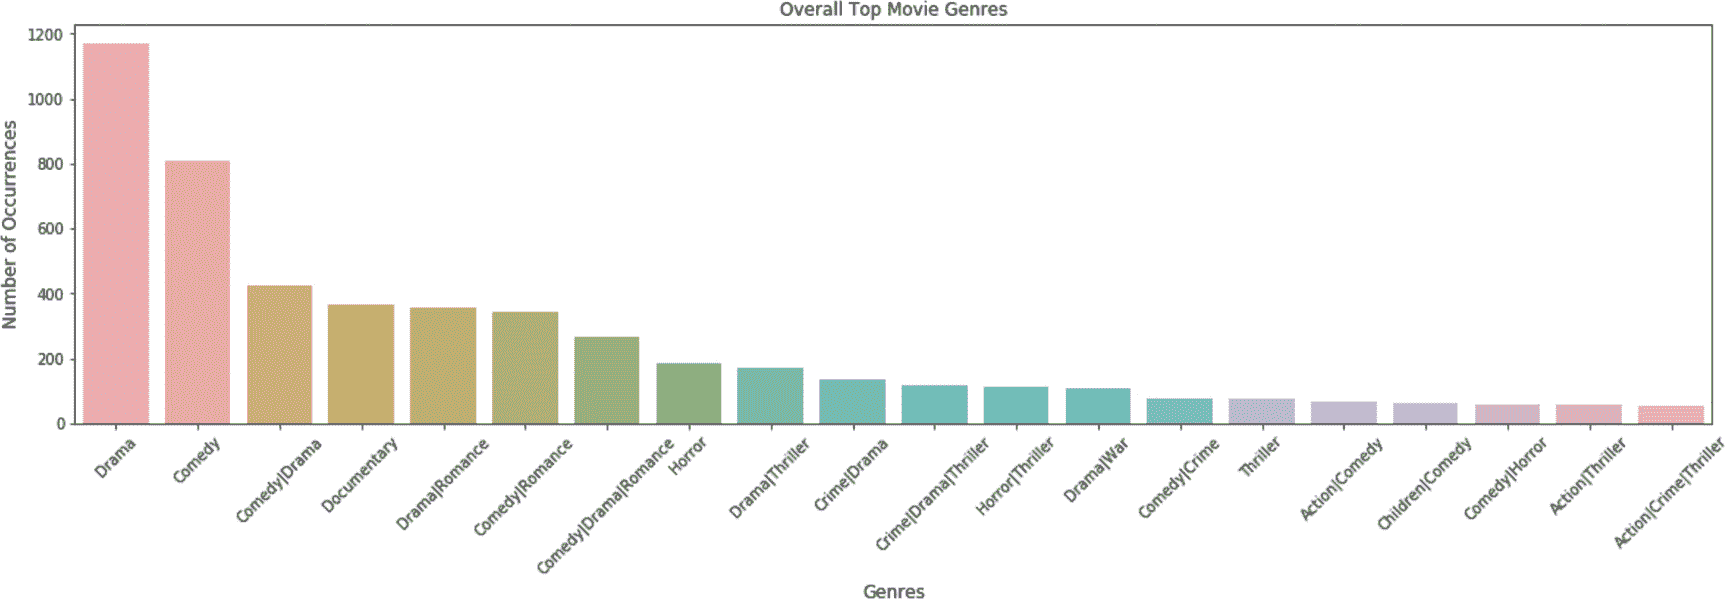 Overall Top Movie Genres
Number of Occurrences
1200
1000
800
600
400
200
0
Drama
Comedy
Comedy|Drama
Documentary
Drama|Romance
Comedy|Romance
Comedy|Drama|Romance
Horror
Drama|Thriller
Crime|Drama
Crime|Drama|Thriller
Horror|Thriller
Drama|War
Comedy|Crime
Thriller
Action|Comedy
Children|Comedy
Comedy|Horror
Action|Thriller
Action|Crime|Thriller
Genres